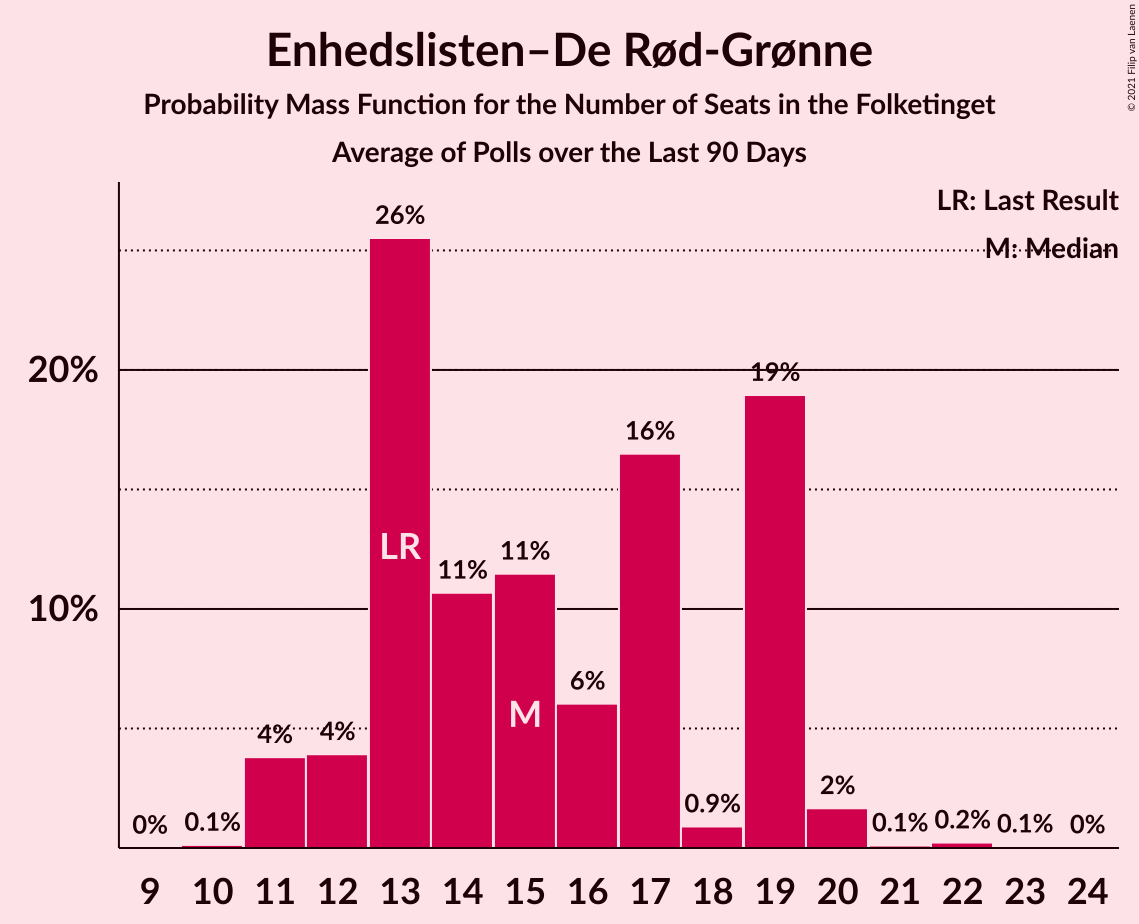 Enhedslisten–De Rød-Grønne
Probability Mass Function for the Number of Seats in the Folketinget
Average of Polls over the Last 90 Days
© 2021 Filip van Laenen
LR: Last Result
M: Median
26%
20%
19%
16%
LR
11%
11%
10%
6%
M
4%
4%
2%
0.9%
0%
0.1%
0.1%
0.2%
0.1%
0%
9 10 11 12 13 14 15 16 17 18 19 20 21 22 23 24